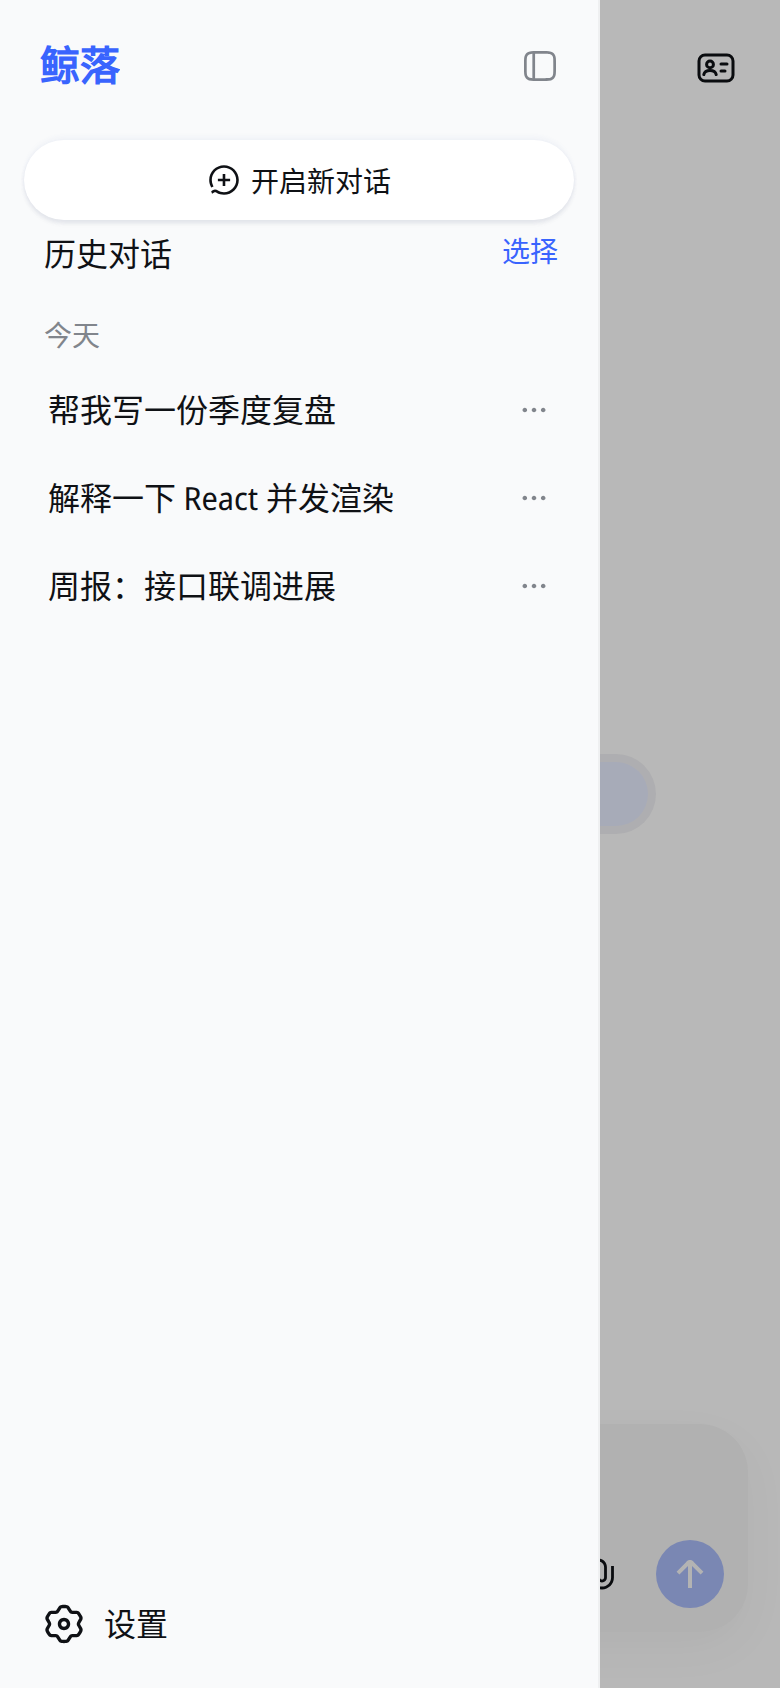 鲸落
开启新对话
历史对话
选择
今天
帮我写一份季度复盘
解释一下 React 并发渲染
周报：接口联调进展
设置